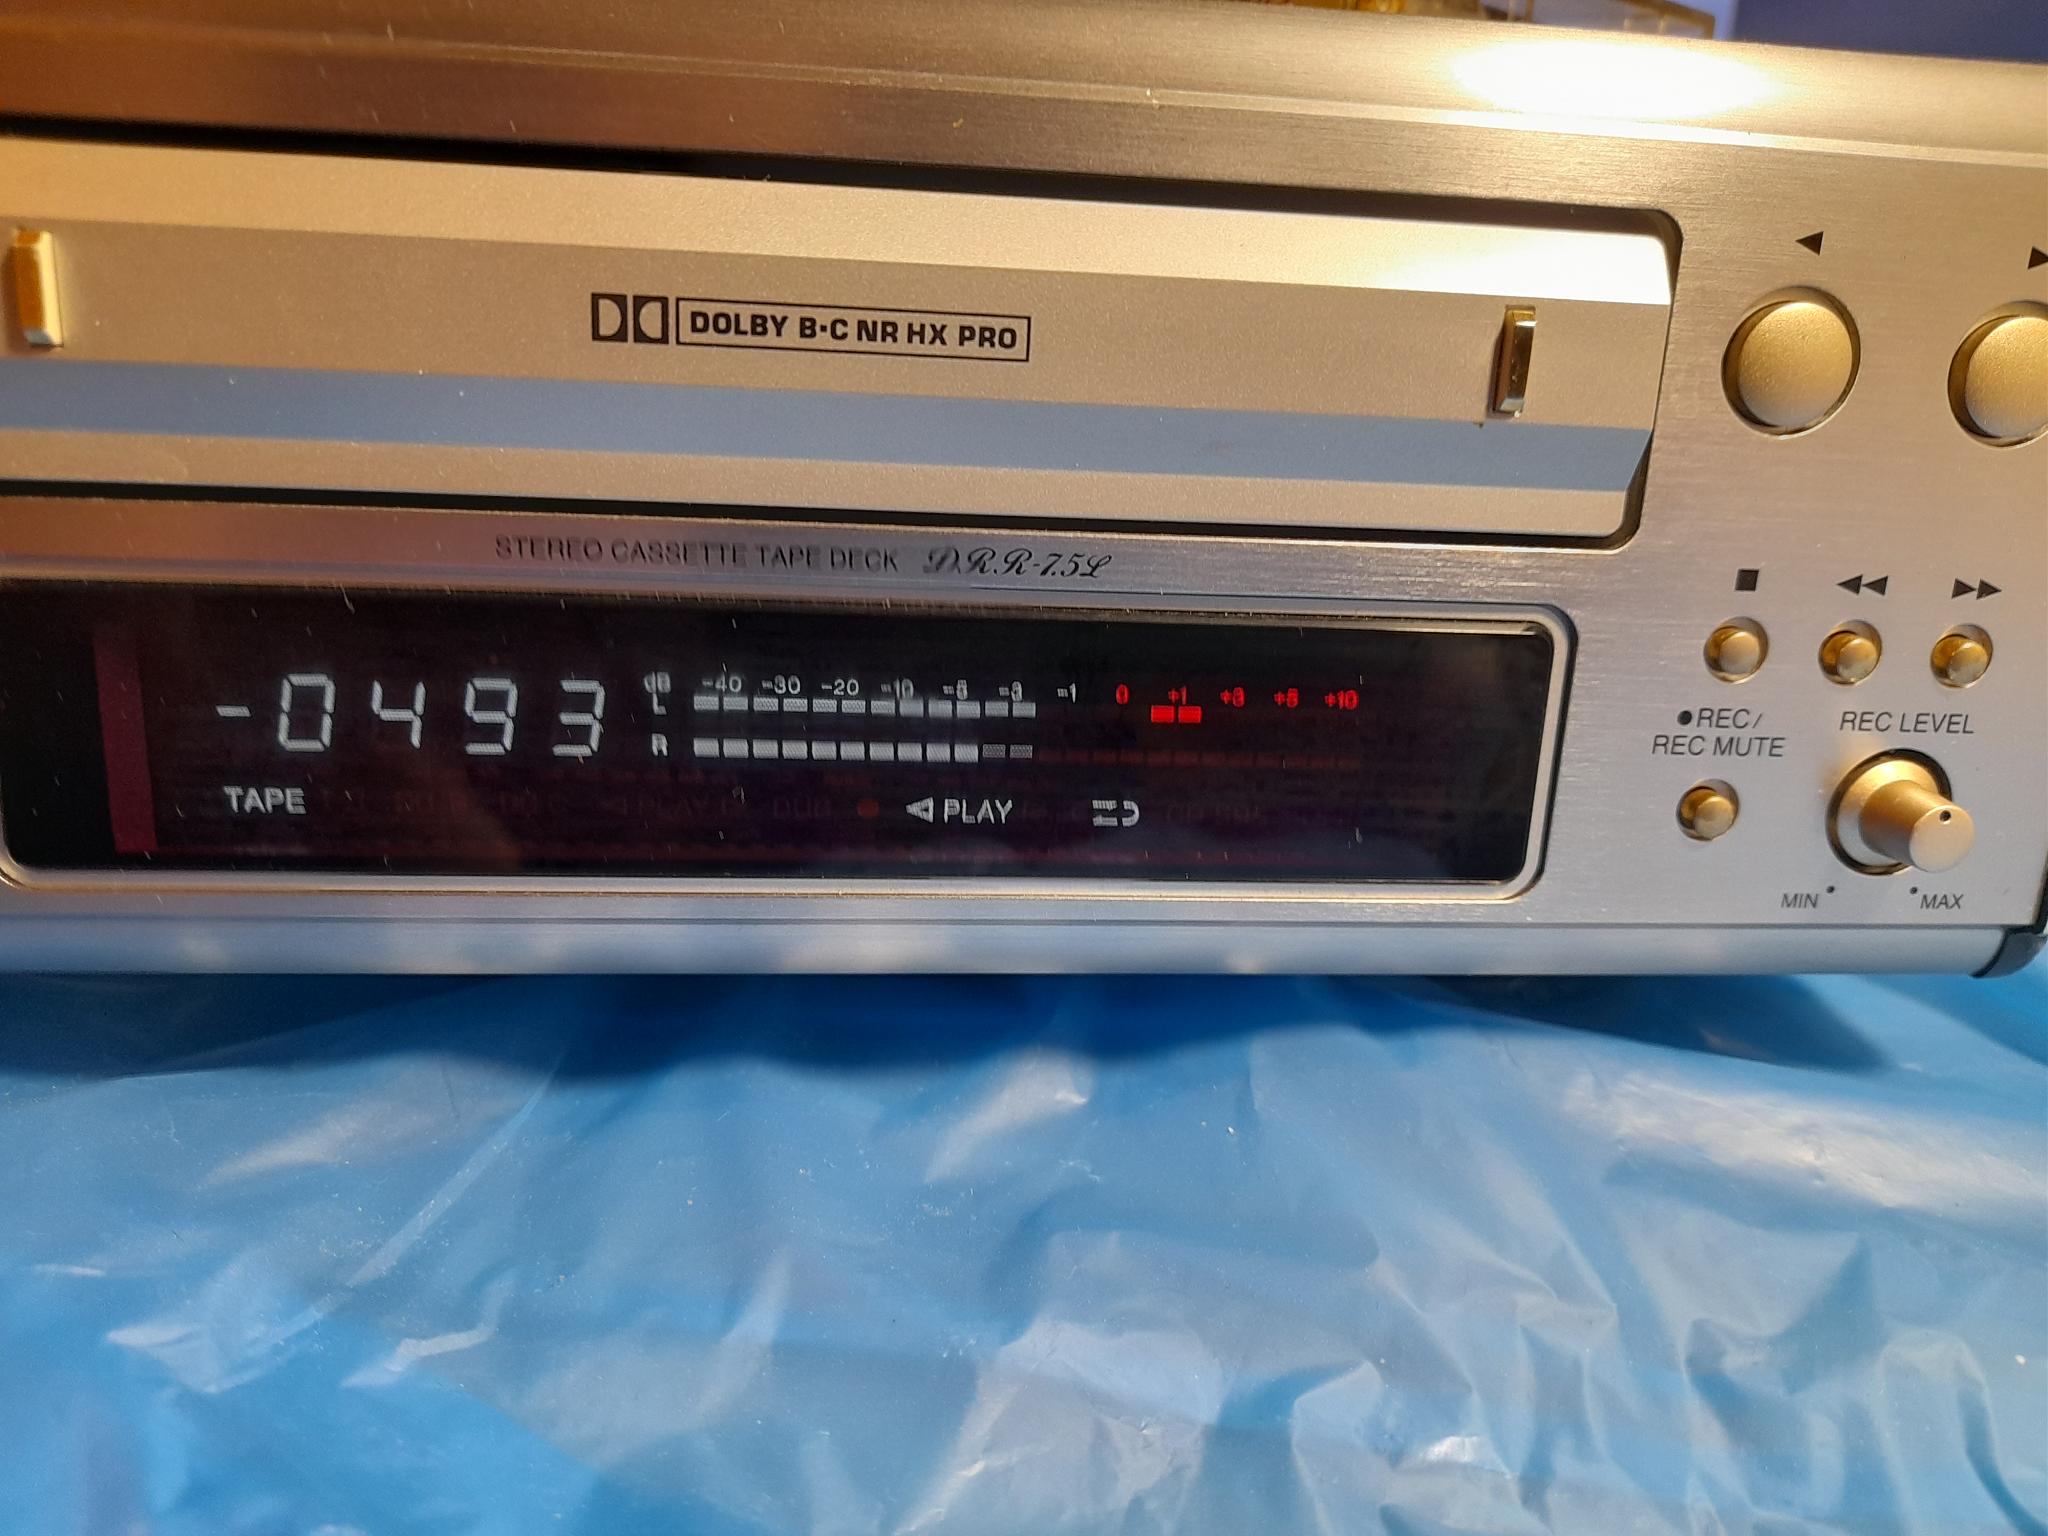 DOLBY B·C NR HX PRO
STEREO CASSETTE TAPE DECK DRR-7.5L
-0493
dB -40 -30 -20 -10 -5 -3 -1 0 +1 +3 +5 +10
L
R
TAPE
PLAY
●REC/
REC MUTE
REC LEVEL
MIN MAX